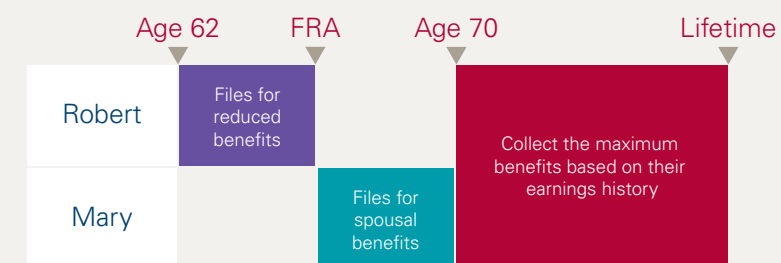 Age 62 FRA Age 70 Lifetime
Robert
Files for
reduced
benefits
Collect the maximum
benefits based on their
earnings history
Mary
Files for
spousal
benefits